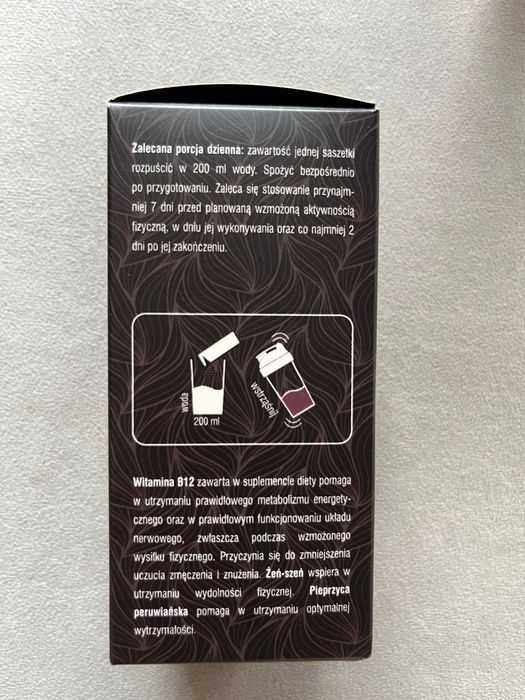 Zalecana porcja dzienna: zawartość jednej saszetki
rozpuścić w 200 ml wody. Spożyć bezpośrednio
po przygotowaniu. Zaleca się stosowanie przynajm-
niej 7 dni przed planowaną wzmożoną aktywnością
fizyczną, w dniu jej wykonywania oraz co najmniej 2
dni po jej zakończeniu.
woda
200 ml
wstrząśnij
Witamina B12 zawarta w suplemencie diety pomaga
w utrzymaniu prawidłowego metabolizmu energety-
cznego oraz w prawidłowym funkcjonowaniu układu
nerwowego, zwłaszcza podczas wzmożonego
wysiłku fizycznego. Przyczynia się do zmniejszenia
uczucia zmęczenia i znużenia. Żeń-szeń wspiera w
utrzymaniu wydolności fizycznej. Pieprzyca
peruwiańska pomaga w utrzymaniu optymalnej
wytrzymałości.